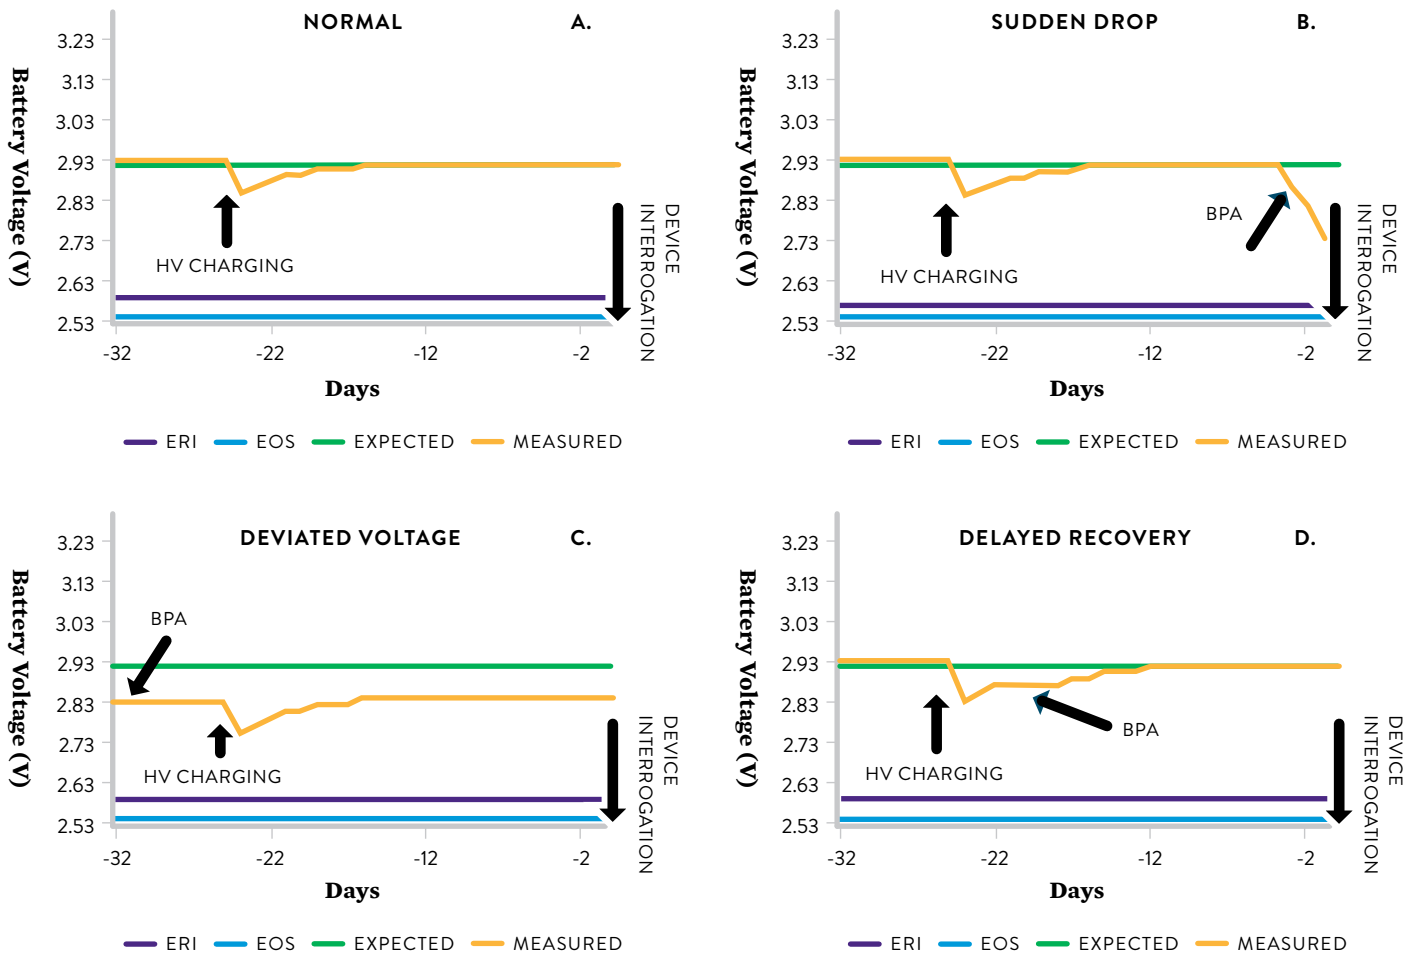 NORMAL
A.
3.23
3.13
3.03
2.93
2.83
2.73
2.63
2.53
Battery Voltage (V)
HV CHARGING
DEVICE
INTERROGATION
-32
-22
-12
-2
Days
ERI
EOS
EXPECTED
MEASURED
SUDDEN DROP
B.
3.23
3.13
3.03
2.93
2.83
2.73
2.63
2.53
Battery Voltage (V)
BPA
HV CHARGING
DEVICE
INTERROGATION
-32
-22
-12
-2
Days
ERI
EOS
EXPECTED
MEASURED
DEVIATED VOLTAGE
C.
3.23
3.13
3.03
2.93
2.83
2.73
2.63
2.53
Battery Voltage (V)
BPA
HV CHARGING
DEVICE
INTERROGATION
-32
-22
-12
-2
Days
ERI
EOS
EXPECTED
MEASURED
DELAYED RECOVERY
D.
3.23
3.13
3.03
2.93
2.83
2.73
2.63
2.53
Battery Voltage (V)
BPA
HV CHARGING
DEVICE
INTERROGATION
-32
-22
-12
-2
Days
ERI
EOS
EXPECTED
MEASURED